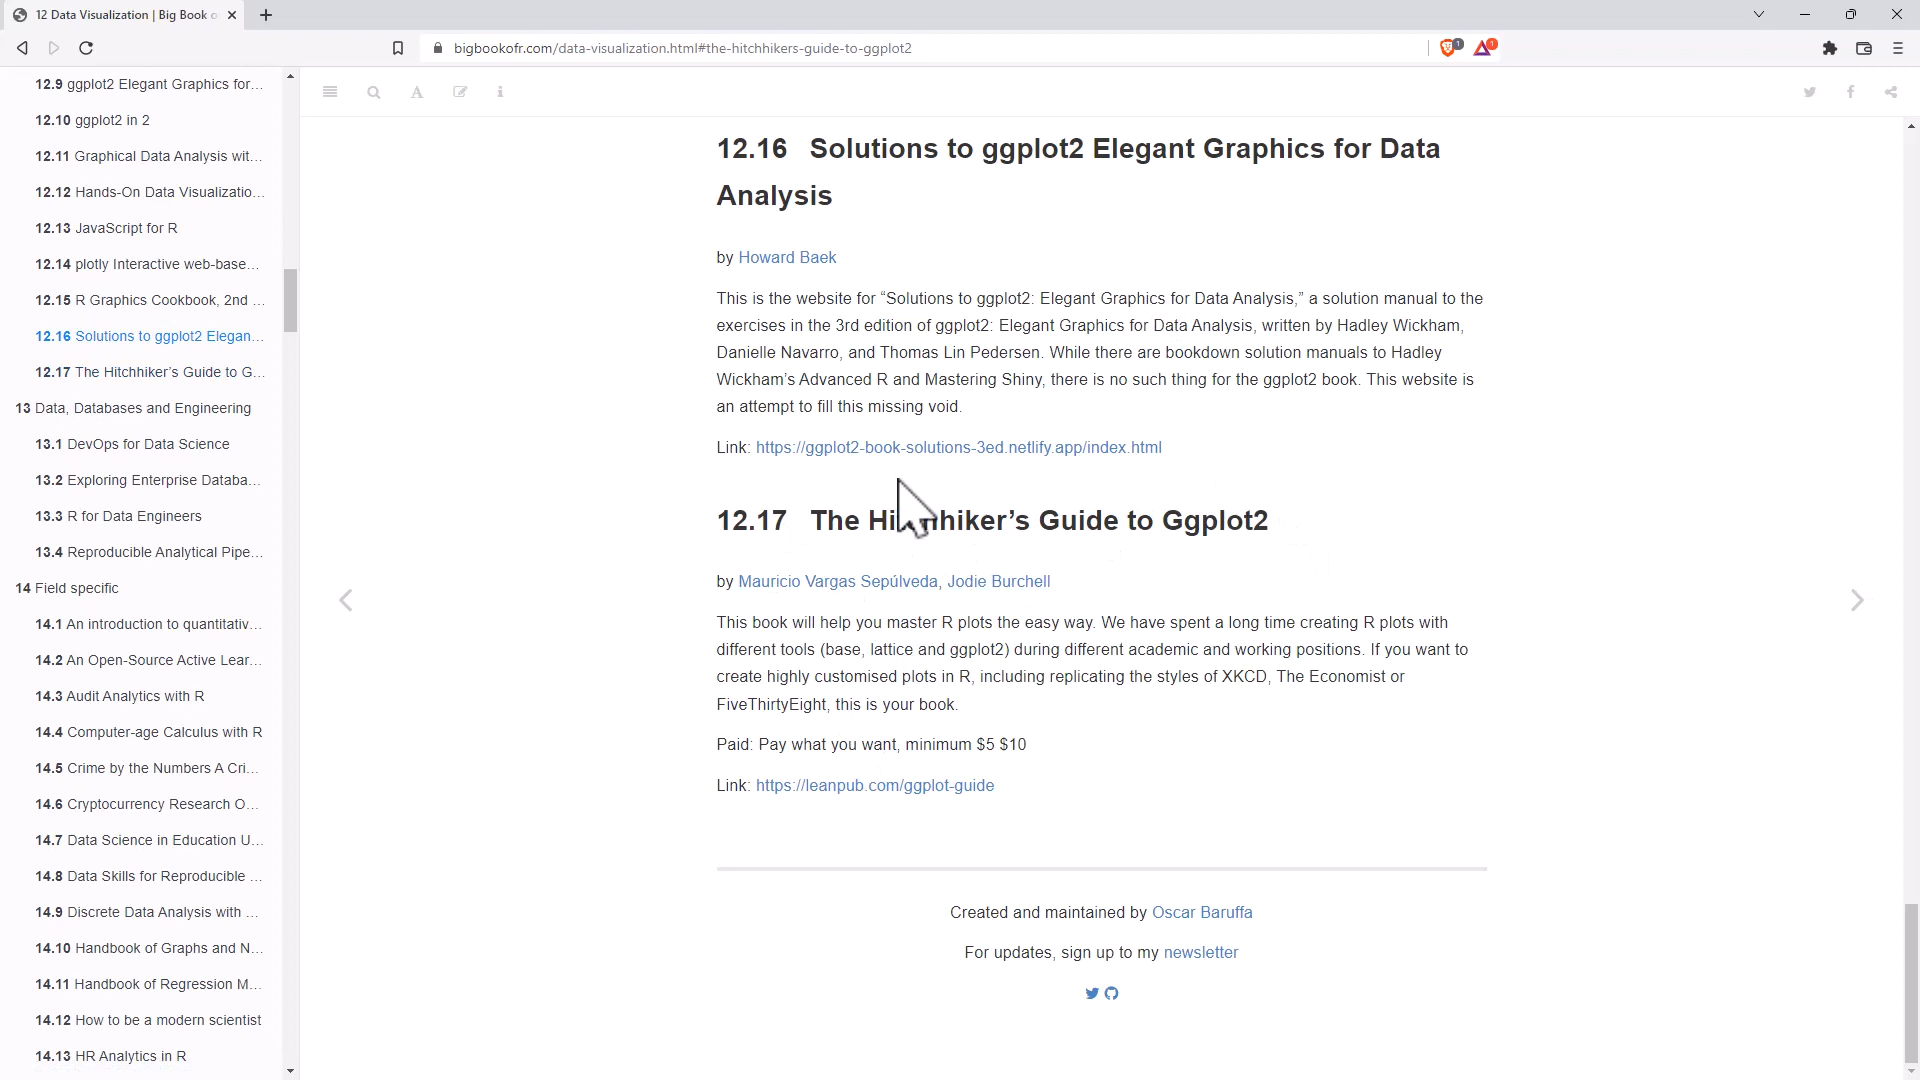 12 Data Visualization | Big Book o
bigbookofr.com/data-visualization.html#the-hitchhikers-guide-to-ggplot2
1
1
12.9 ggplot2 Elegant Graphics for...
12.10 ggplot2 in 2
12.11 Graphical Data Analysis wit...
12.12 Hands-On Data Visualizatio...
12.13 JavaScript for R
12.14 plotly Interactive web-base...
12.15 R Graphics Cookbook, 2nd ...
12.16 Solutions to ggplot2 Elegan...
12.17 The Hitchhiker's Guide to G...
13 Data, Databases and Engineering
13.1 DevOps for Data Science
13.2 Exploring Enterprise Databa...
13.3 R for Data Engineers
13.4 Reproducible Analytical Pipe...
14 Field specific
14.1 An introduction to quantitativ...
14.2 An Open-Source Active Lear...
14.3 Audit Analytics with R
14.4 Computer-age Calculus with R
14.5 Crime by the Numbers A Cri...
14.6 Cryptocurrency Research O...
14.7 Data Science in Education U...
14.8 Data Skills for Reproducible ...
14.9 Discrete Data Analysis with ...
14.10 Handbook of Graphs and N...
14.11 Handbook of Regression M...
14.12 How to be a modern scientist
14.13 HR Analytics in R
12.16 Solutions to ggplot2 Elegant Graphics for Data
Analysis
by Howard Baek
This is the website for “Solutions to ggplot2: Elegant Graphics for Data Analysis,” a solution manual to the
exercises in the 3rd edition of ggplot2: Elegant Graphics for Data Analysis, written by Hadley Wickham,
Danielle Navarro, and Thomas Lin Pedersen. While there are bookdown solution manuals to Hadley
Wickham’s Advanced R and Mastering Shiny, there is no such thing for the ggplot2 book. This website is
an attempt to fill this missing void.
Link: https://ggplot2-book-solutions-3ed.netlify.app/index.html
12.17 The Hitchhiker’s Guide to Ggplot2
by Mauricio Vargas Sepúlveda, Jodie Burchell
This book will help you master R plots the easy way. We have spent a long time creating R plots with
different tools (base, lattice and ggplot2) during different academic and working positions. If you want to
create highly customised plots in R, including replicating the styles of XKCD, The Economist or
FiveThirtyEight, this is your book.
Paid: Pay what you want, minimum $5 $10
Link: https://leanpub.com/ggplot-guide
Created and maintained by Oscar Baruffa
For updates, sign up to my newsletter